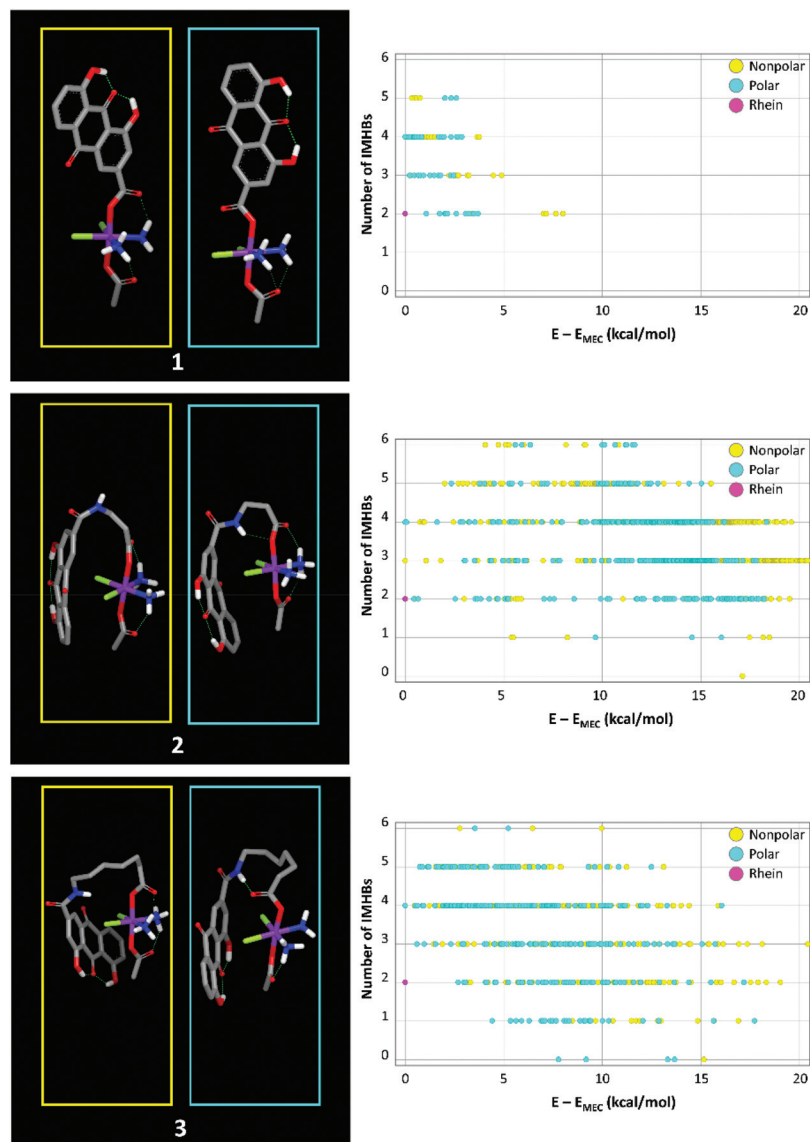 6
5
4
3
2
1
0
Number of IMHBs
Nonpolar
Polar
Rhein
0
5
10
15
20
E – E_MEC (kcal/mol)
1
6
5
4
3
2
1
0
Number of IMHBs
Nonpolar
Polar
Rhein
0
5
10
15
20
E – E_MEC (kcal/mol)
2
6
5
4
3
2
1
0
Number of IMHBs
Nonpolar
Polar
Rhein
0
5
10
15
20
E – E_MEC (kcal/mol)
3